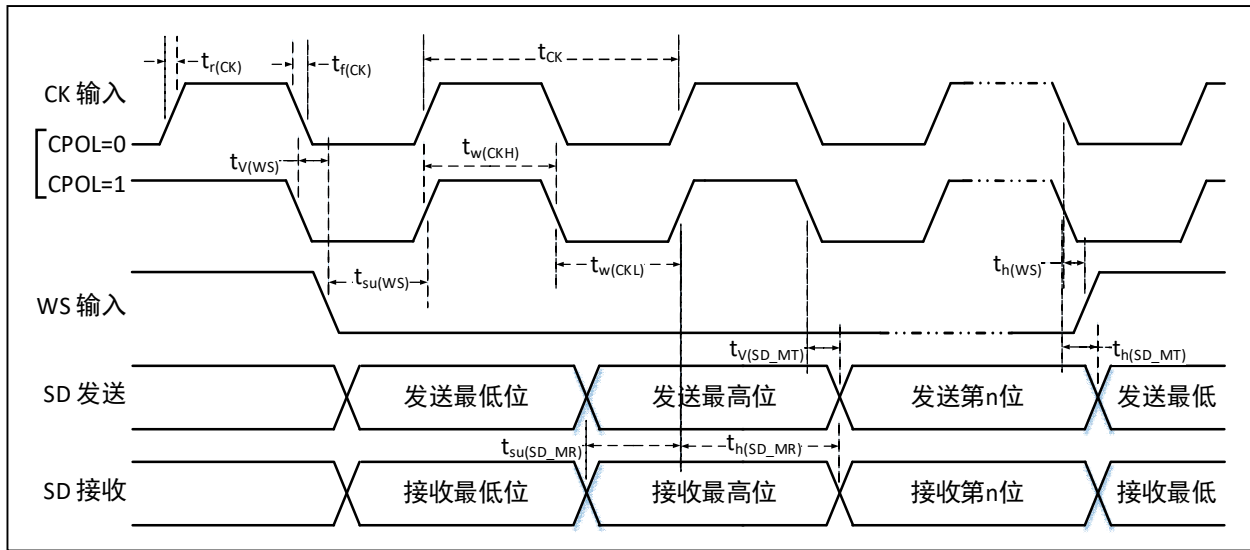 t_r(CK)
t_f(CK)
t_CK
CK 输入
CPOL=0
t_V(WS)
t_w(CKH)
CPOL=1
t_su(WS)
t_w(CKL)
t_h(WS)
WS 输入
t_V(SD_MT)
t_h(SD_MT)
SD 发送
发送最低位
发送最高位
发送第n位
发送最低
t_su(SD_MR)
t_h(SD_MR)
SD 接收
接收最低位
接收最高位
接收第n位
接收最低